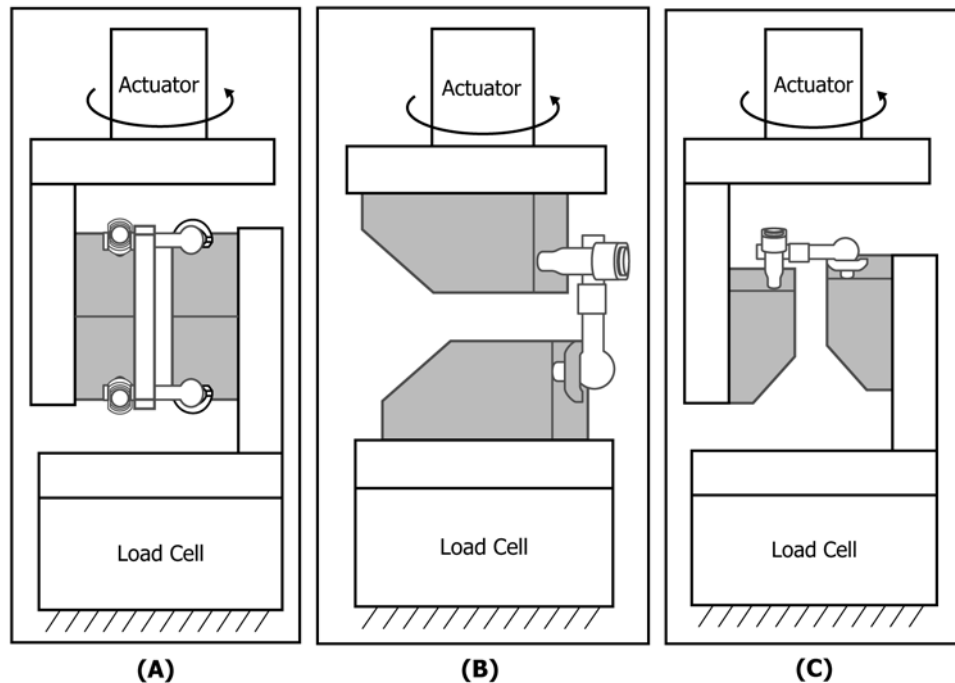 Actuator
Actuator
Actuator
Load Cell
Load Cell
Load Cell
(A)
(B)
(C)